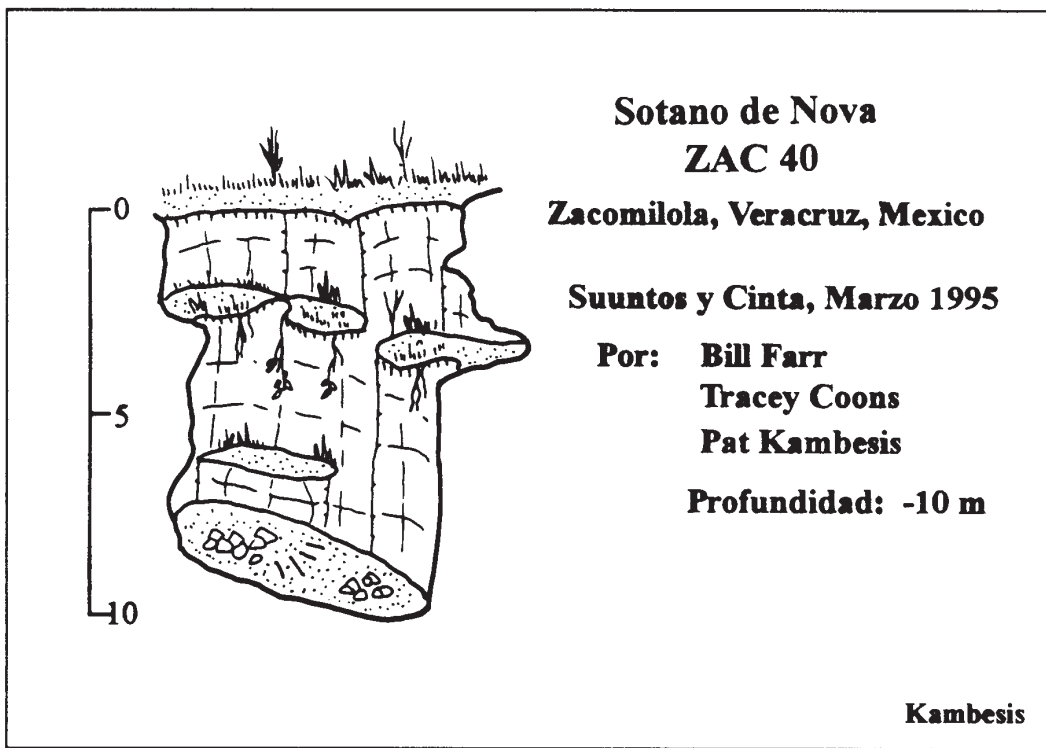 Sotano de Nova
ZAC 40
Zacomilola, Veracruz, Mexico
Suuntos y Cinta, Marzo 1995
Por: Bill Farr
Tracey Coons
Pat Kambesis
Profundidad: -10 m
0
5
10
Kambesis